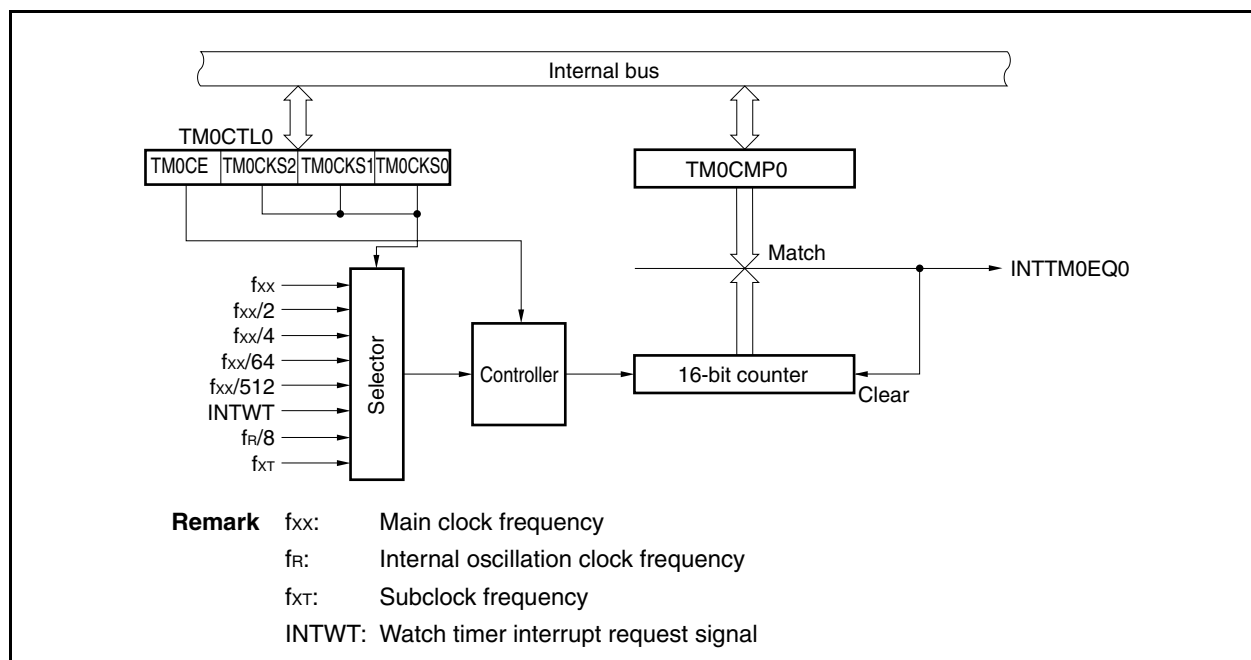 Internal bus
TM0CTL0
TM0CE TM0CKS2 TM0CKS1 TM0CKS0
TM0CMP0
Match
INTTM0EQ0
fXX
fXX/2
fXX/4
fXX/64
fXX/512
INTWT
fR/8
fXT
Selector
Controller
16-bit counter
Clear
Remark fXX: Main clock frequency
fR: Internal oscillation clock frequency
fXT: Subclock frequency
INTWT: Watch timer interrupt request signal